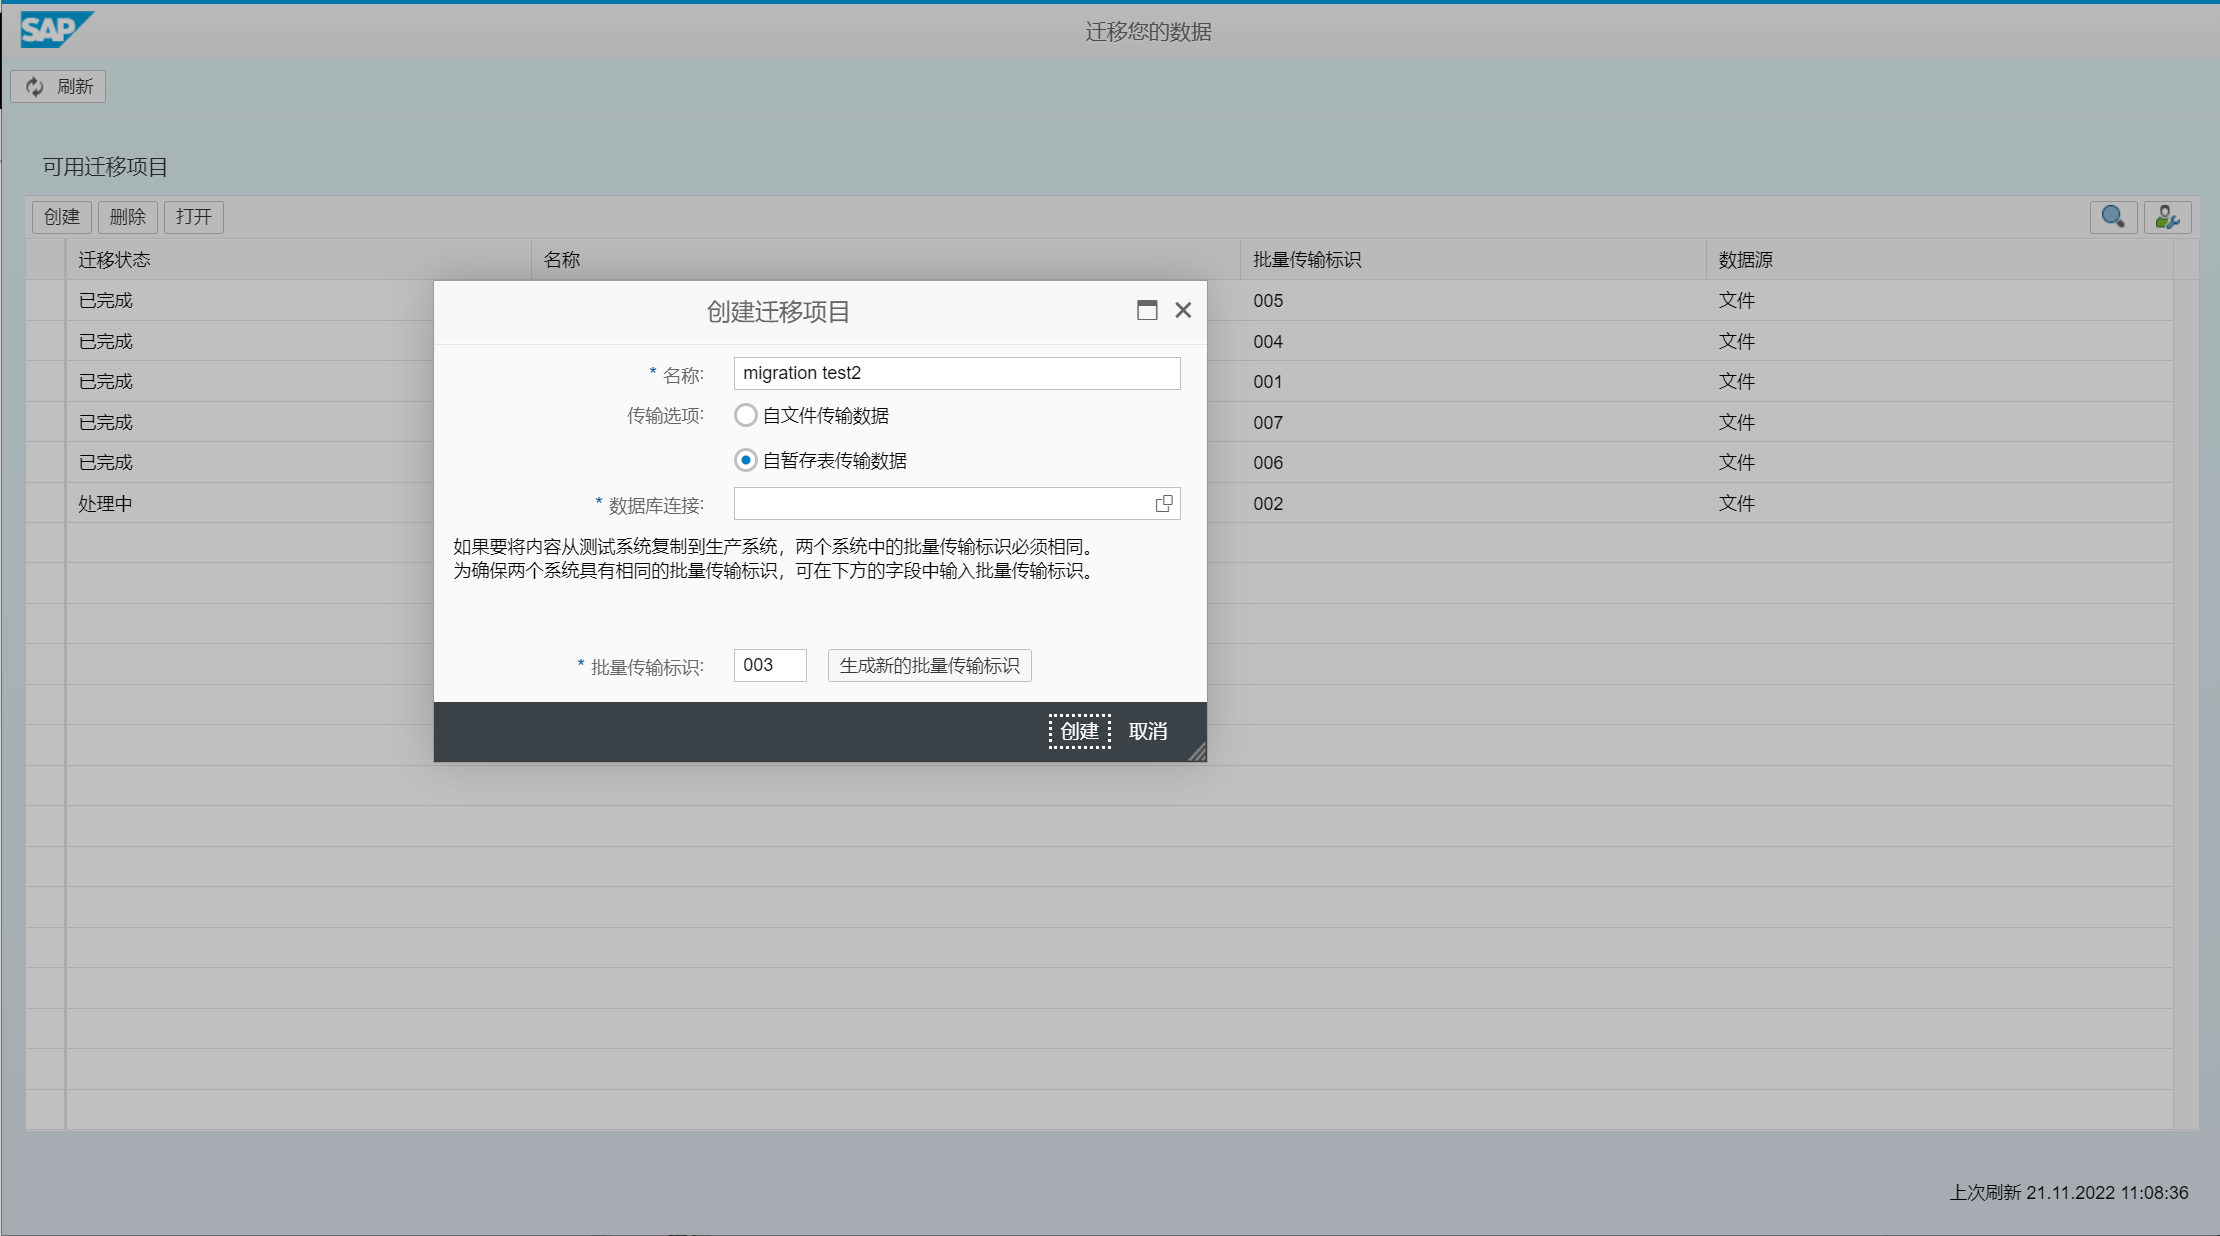 SAP
迁移您的数据
刷新
可用迁移项目
创建 删除 打开
迁移状态 名称 批量传输标识 数据源
已完成 005 文件
已完成 004 文件
已完成 001 文件
已完成 007 文件
已完成 006 文件
处理中 002 文件
创建迁移项目
* 名称: migration test2
传输选项: 自文件传输数据
自暂存表传输数据
* 数据库连接:
如果要将内容从测试系统复制到生产系统，两个系统中的批量传输标识必须相同。
为确保两个系统具有相同的批量传输标识，可在下方的字段中输入批量传输标识。
* 批量传输标识: 003 生成新的批量传输标识
创建 取消
上次刷新 21.11.2022 11:08:36